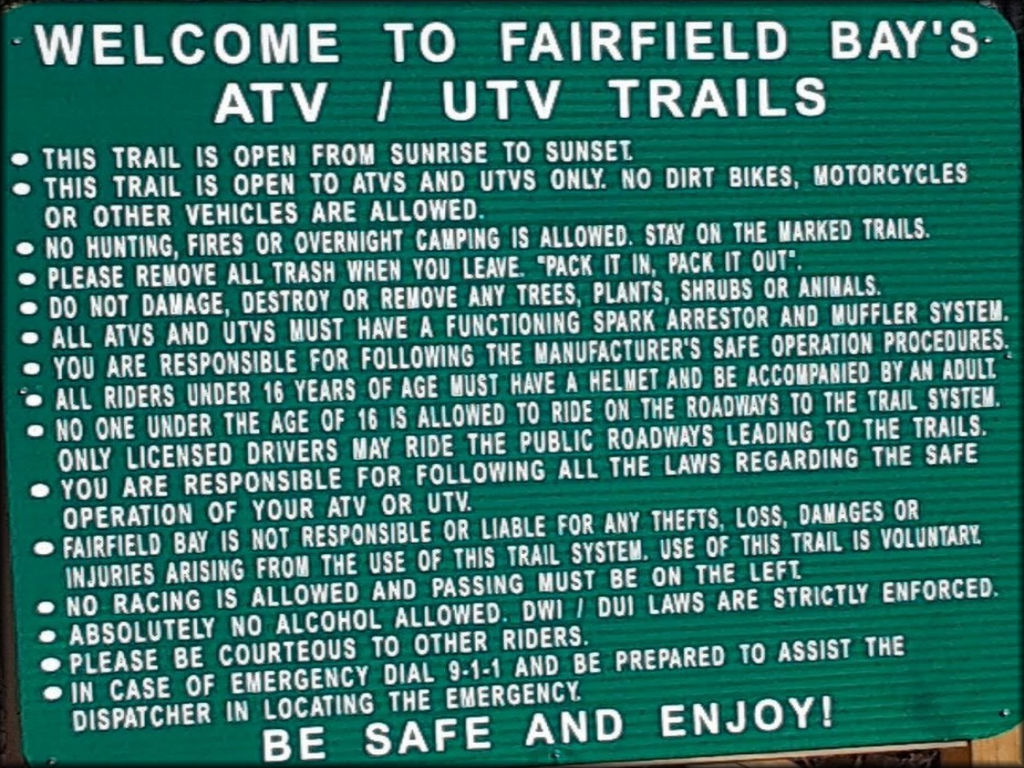 WELCOME TO FAIRFIELD BAY'S
ATV / UTV TRAILS
• THIS TRAIL IS OPEN FROM SUNRISE TO SUNSET.
• THIS TRAIL IS OPEN TO ATVS AND UTVS ONLY. NO DIRT BIKES, MOTORCYCLES
OR OTHER VEHICLES ARE ALLOWED.
• NO HUNTING, FIRES OR OVERNIGHT CAMPING IS ALLOWED. STAY ON THE MARKED TRAILS.
• PLEASE REMOVE ALL TRASH WHEN YOU LEAVE. "PACK IT IN, PACK IT OUT".
• DO NOT DAMAGE, DESTROY OR REMOVE ANY TREES, PLANTS, SHRUBS OR ANIMALS.
• ALL ATVS AND UTVS MUST HAVE A FUNCTIONING SPARK ARRESTOR AND MUFFLER SYSTEM.
• YOU ARE RESPONSIBLE FOR FOLLOWING THE MANUFACTURER'S SAFE OPERATION PROCEDURES.
• ALL RIDERS UNDER 16 YEARS OF AGE MUST HAVE A HELMET AND BE ACCOMPANIED BY AN ADULT.
• NO ONE UNDER THE AGE OF 16 IS ALLOWED TO RIDE ON THE ROADWAYS TO THE TRAIL SYSTEM.
ONLY LICENSED DRIVERS MAY RIDE THE PUBLIC ROADWAYS LEADING TO THE TRAILS.
• YOU ARE RESPONSIBLE FOR FOLLOWING ALL THE LAWS REGARDING THE SAFE
OPERATION OF YOUR ATV OR UTV.
• FAIRFIELD BAY IS NOT RESPONSIBLE OR LIABLE FOR ANY THEFTS, LOSS, DAMAGES OR
INJURIES ARISING FROM THE USE OF THIS TRAIL SYSTEM. USE OF THIS TRAIL IS VOLUNTARY.
• NO RACING IS ALLOWED AND PASSING MUST BE ON THE LEFT.
• ABSOLUTELY NO ALCOHOL ALLOWED. DWI / DUI LAWS ARE STRICTLY ENFORCED.
• PLEASE BE COURTEOUS TO OTHER RIDERS.
• IN CASE OF EMERGENCY DIAL 9-1-1 AND BE PREPARED TO ASSIST THE
DISPATCHER IN LOCATING THE EMERGENCY.
BE SAFE AND ENJOY!